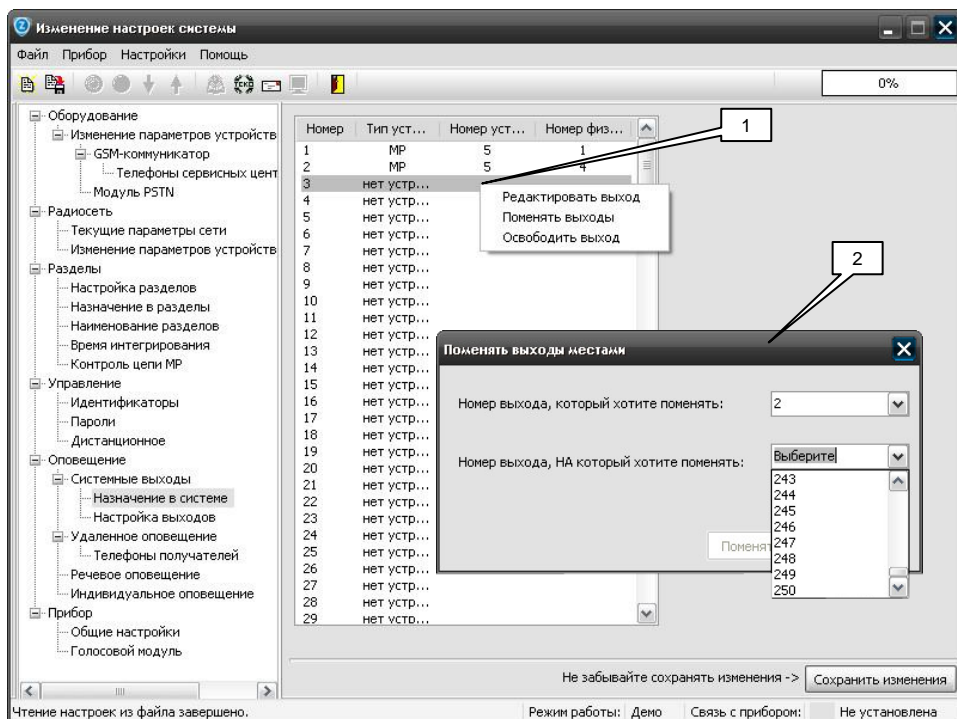 Изменение настроек системы
Файл Прибор Настройки Помощь
0%
Оборудование
Изменение параметров устройств
GSM-коммуникатор
Телефоны сервисных цент
Модуль PSTN
Радиосеть
Текущие параметры сети
Изменение параметров устройств
Разделы
Настройка разделов
Назначение в разделы
Наименование разделов
Время интегрирования
Контроль цепи МР
Управление
Идентификаторы
Пароли
Дистанционное
Оповещение
Системные выходы
Назначение в системе
Настройка выходов
Удаленное оповещение
Телефоны получателей
Речевое оповещение
Индивидуальное оповещение
Прибор
Общие настройки
Голосовой модуль
Номер Тип уст... Номер уст... Номер физ...
1 МР 5 1
2 МР 5 4
3 нет устр...
4 нет устр...
5 нет устр...
6 нет устр...
7 нет устр...
8 нет устр...
9 нет устр...
10 нет устр...
11 нет устр...
12 нет устр...
13 нет устр...
14 нет устр...
15 нет устр...
16 нет устр...
17 нет устр...
18 нет устр...
19 нет устр...
20 нет устр...
21 нет устр...
22 нет устр...
23 нет устр...
24 нет устр...
25 нет устр...
26 нет устр...
27 нет устр...
28 нет устр...
29 нет устр...
1
Редактировать выход
Поменять выходы
Освободить выход
2
Поменять выходы местами
Номер выхода, который хотите поменять: 2
Номер выхода, НА который хотите поменять: Выберите
243
244
245
246
247
248
249
250
Поменят
Не забывайте сохранять изменения -> Сохранить изменения
Чтение настроек из файла завершено. Режим работы: Демо Связь с прибором: Не установлена